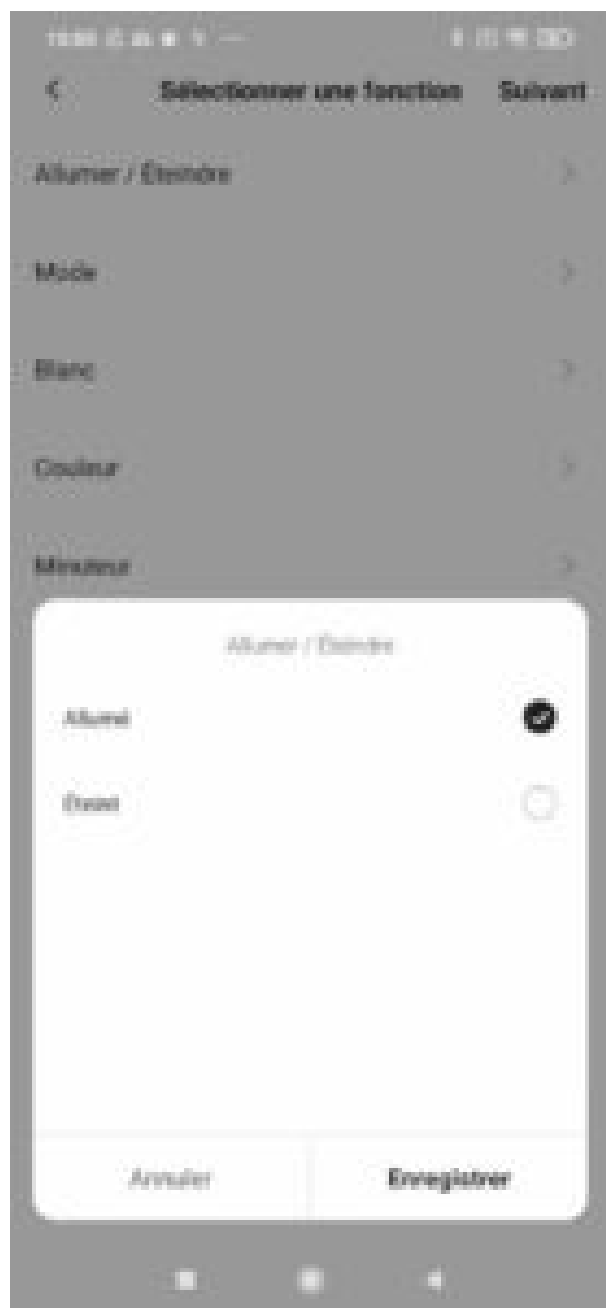 Sélectionner une fonction Suivant
Allumer / Éteindre
Mode
Blanc
Couleur
Minuteur
Allumer / Éteindre
Allumé
Éteint
Annuler Enregistrer